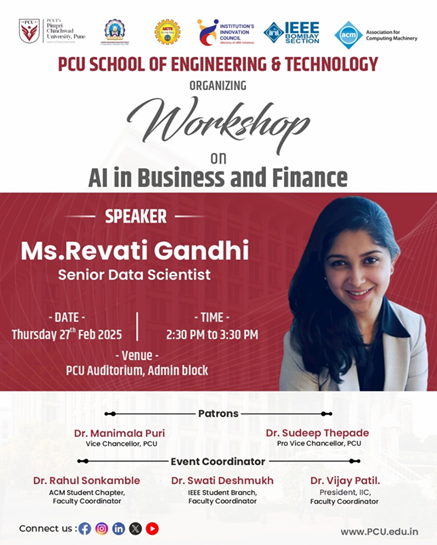 PCU
PCET's
Pimpri
Chinchwad
University, Pune
INSTITUTION'S
INNOVATION
COUNCIL
IEEE
BOMBAY
SECTION
acm
Association for
Computing Machinery
PCU SCHOOL OF ENGINEERING & TECHNOLOGY
ORGANIZING
Workshop
on
AI in Business and Finance
SPEAKER
Ms.Revati Gandhi
Senior Data Scientist
- DATE -
Thursday 27th Feb 2025
- TIME -
2:30 PM to 3:30 PM
- Venue -
PCU Auditorium, Admin block
Patrons
Dr. Manimala Puri
Vice Chancellor, PCU
Dr. Sudeep Thepade
Pro Vice Chancellor, PCU
Event Coordinator
Dr. Rahul Sonkamble
ACM Student Chapter,
Faculty Coordinator
Dr. Swati Deshmukh
IEEE Student Branch,
Faculty Coordinator
Dr. Vijay Patil.
President, IIC,
Faculty Coordinator
Connect us :
www.PCU.edu.in